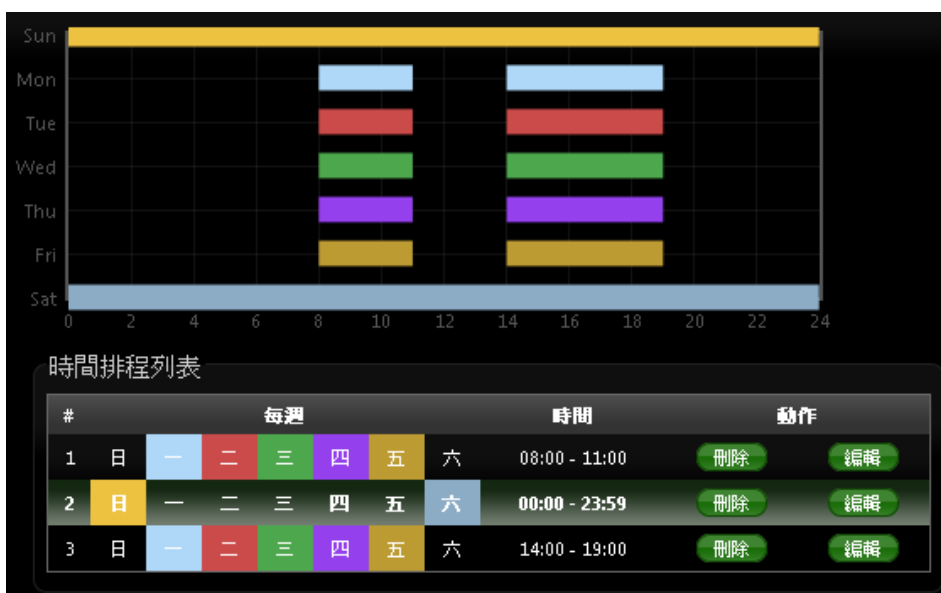 Sun
Mon
Tue
Wed
Thu
Fri
Sat
0 2 4 6 8 10 12 14 16 18 20 22 24
時間排程列表
# 每週 時間 動作
1 日 一 二 三 四 五 六 08:00 - 11:00 刪除 編輯
2 日 一 二 三 四 五 六 00:00 - 23:59 刪除 編輯
3 日 一 二 三 四 五 六 14:00 - 19:00 刪除 編輯